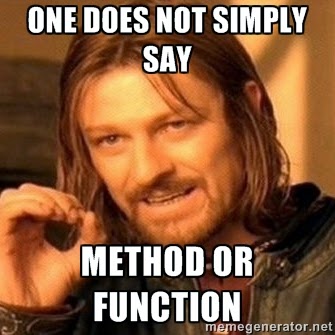 ONE DOES NOT SIMPLY
SAY
METHOD OR
FUNCTION
memegenerator.net